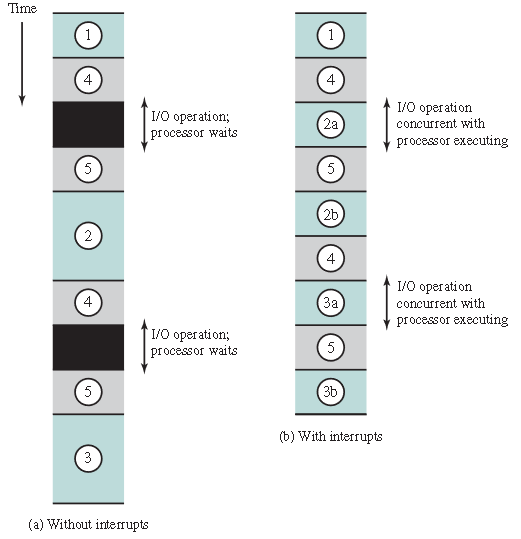 Time
1
4
I/O operation;
processor waits
5
2
4
I/O operation;
processor waits
5
3
(a) Without interrupts
1
4
2a
I/O operation
concurrent with
processor executing
5
2b
4
3a
I/O operation
concurrent with
processor executing
5
3b
(b) With interrupts